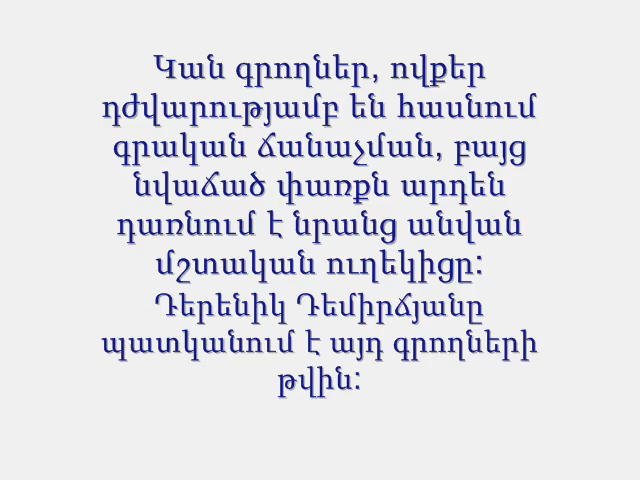 Կան գրողներ, ովքեր
դժվարությամբ են հասնում
գրական ճանաչման, բայց
նվաճած փառքն արդեն
դառնում է նրանց անվան
մշտական ուղեկիցը:
Դերենիկ Դեմիրճյանը
պատկանում է այդ գրողների
թվին: